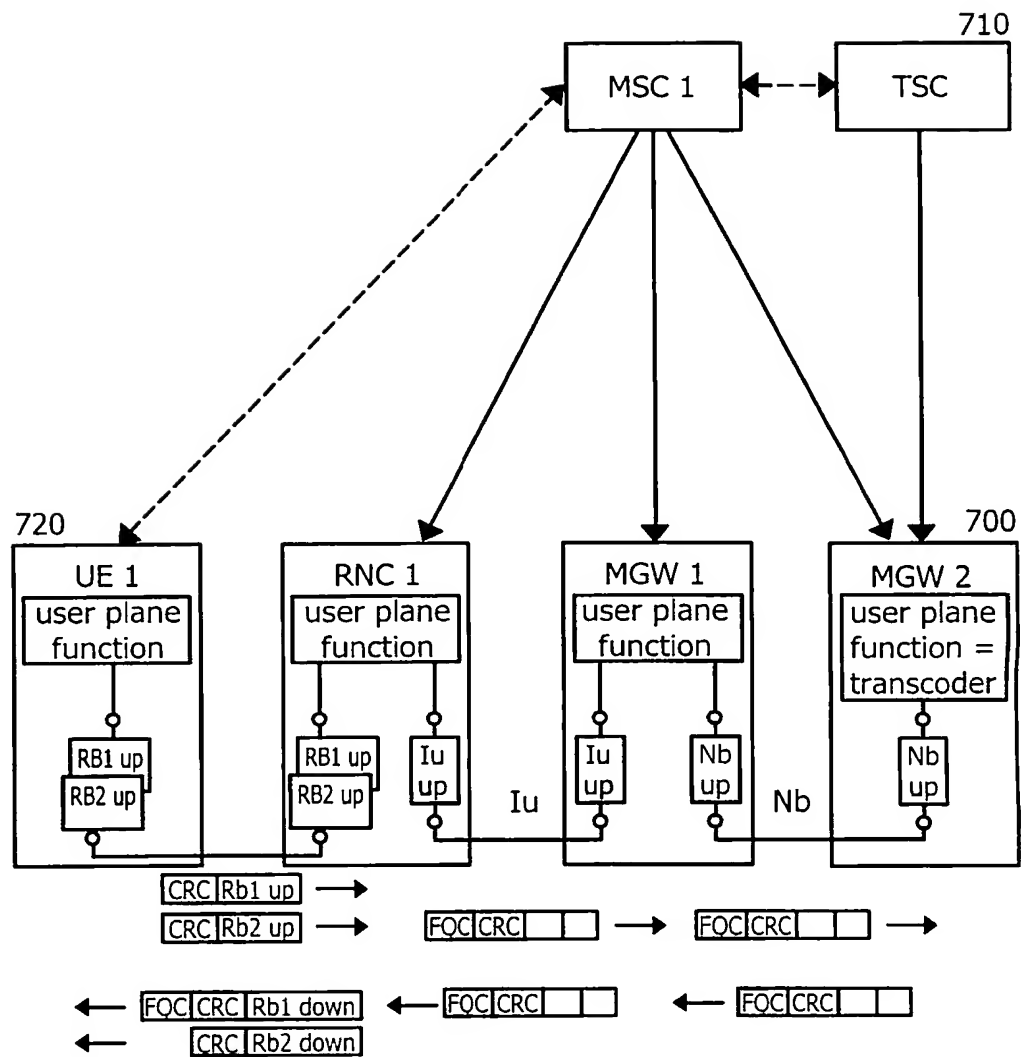 710
MSC 1
TSC
720
700
UE 1
user plane
function
RNC 1
user plane
function
MGW 1
user plane
function
MGW 2
user plane
function =
transcoder
RB1 up
RB2 up
RB1 up
RB2 up
Iu
up
Iu
up
Nb
up
Nb
up
Iu
Nb
CRC Rb1 up
CRC Rb2 up
FQC CRC
FQC CRC
FQC CRC Rb1 down
CRC Rb2 down
FQC CRC
FQC CRC